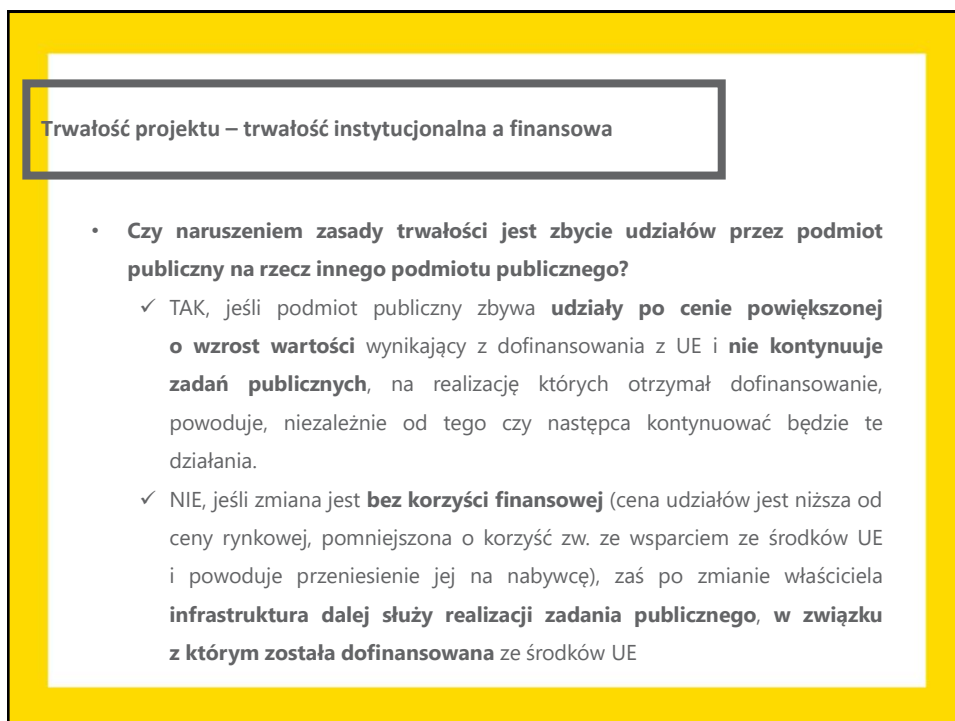 Trwałość projektu – trwałość instytucjonalna a finansowa
• Czy naruszeniem zasady trwałości jest zbycie udziałów przez podmiot
publiczny na rzecz innego podmiotu publicznego?
✓ TAK, jeśli podmiot publiczny zbywa udziały po cenie powiększonej
o wzrost wartości wynikający z dofinansowania z UE i nie kontynuuje
zadań publicznych, na realizację których otrzymał dofinansowanie,
powoduje, niezależnie od tego czy następca kontynuować będzie te
działania.
✓ NIE, jeśli zmiana jest bez korzyści finansowej (cena udziałów jest niższa od
ceny rynkowej, pomniejszona o korzyść zw. ze wsparciem ze środków UE
i powoduje przeniesienie jej na nabywcę), zaś po zmianie właściciela
infrastruktura dalej służy realizacji zadania publicznego, w związku
z którym została dofinansowana ze środków UE